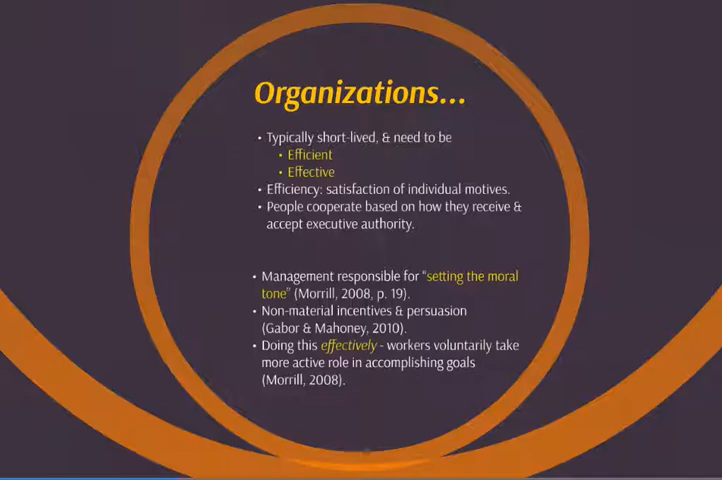 Organizations...
• Typically short-lived, & need to be
• Efficient
• Effective
• Efficiency: satisfaction of individual motives.
• People cooperate based on how they receive &
accept executive authority.
• Management responsible for “setting the moral
tone” (Morrill, 2008, p. 19).
• Non-material incentives & persuasion
(Gabor & Mahoney, 2010).
• Doing this effectively - workers voluntarily take
more active role in accomplishing goals
(Morrill, 2008).